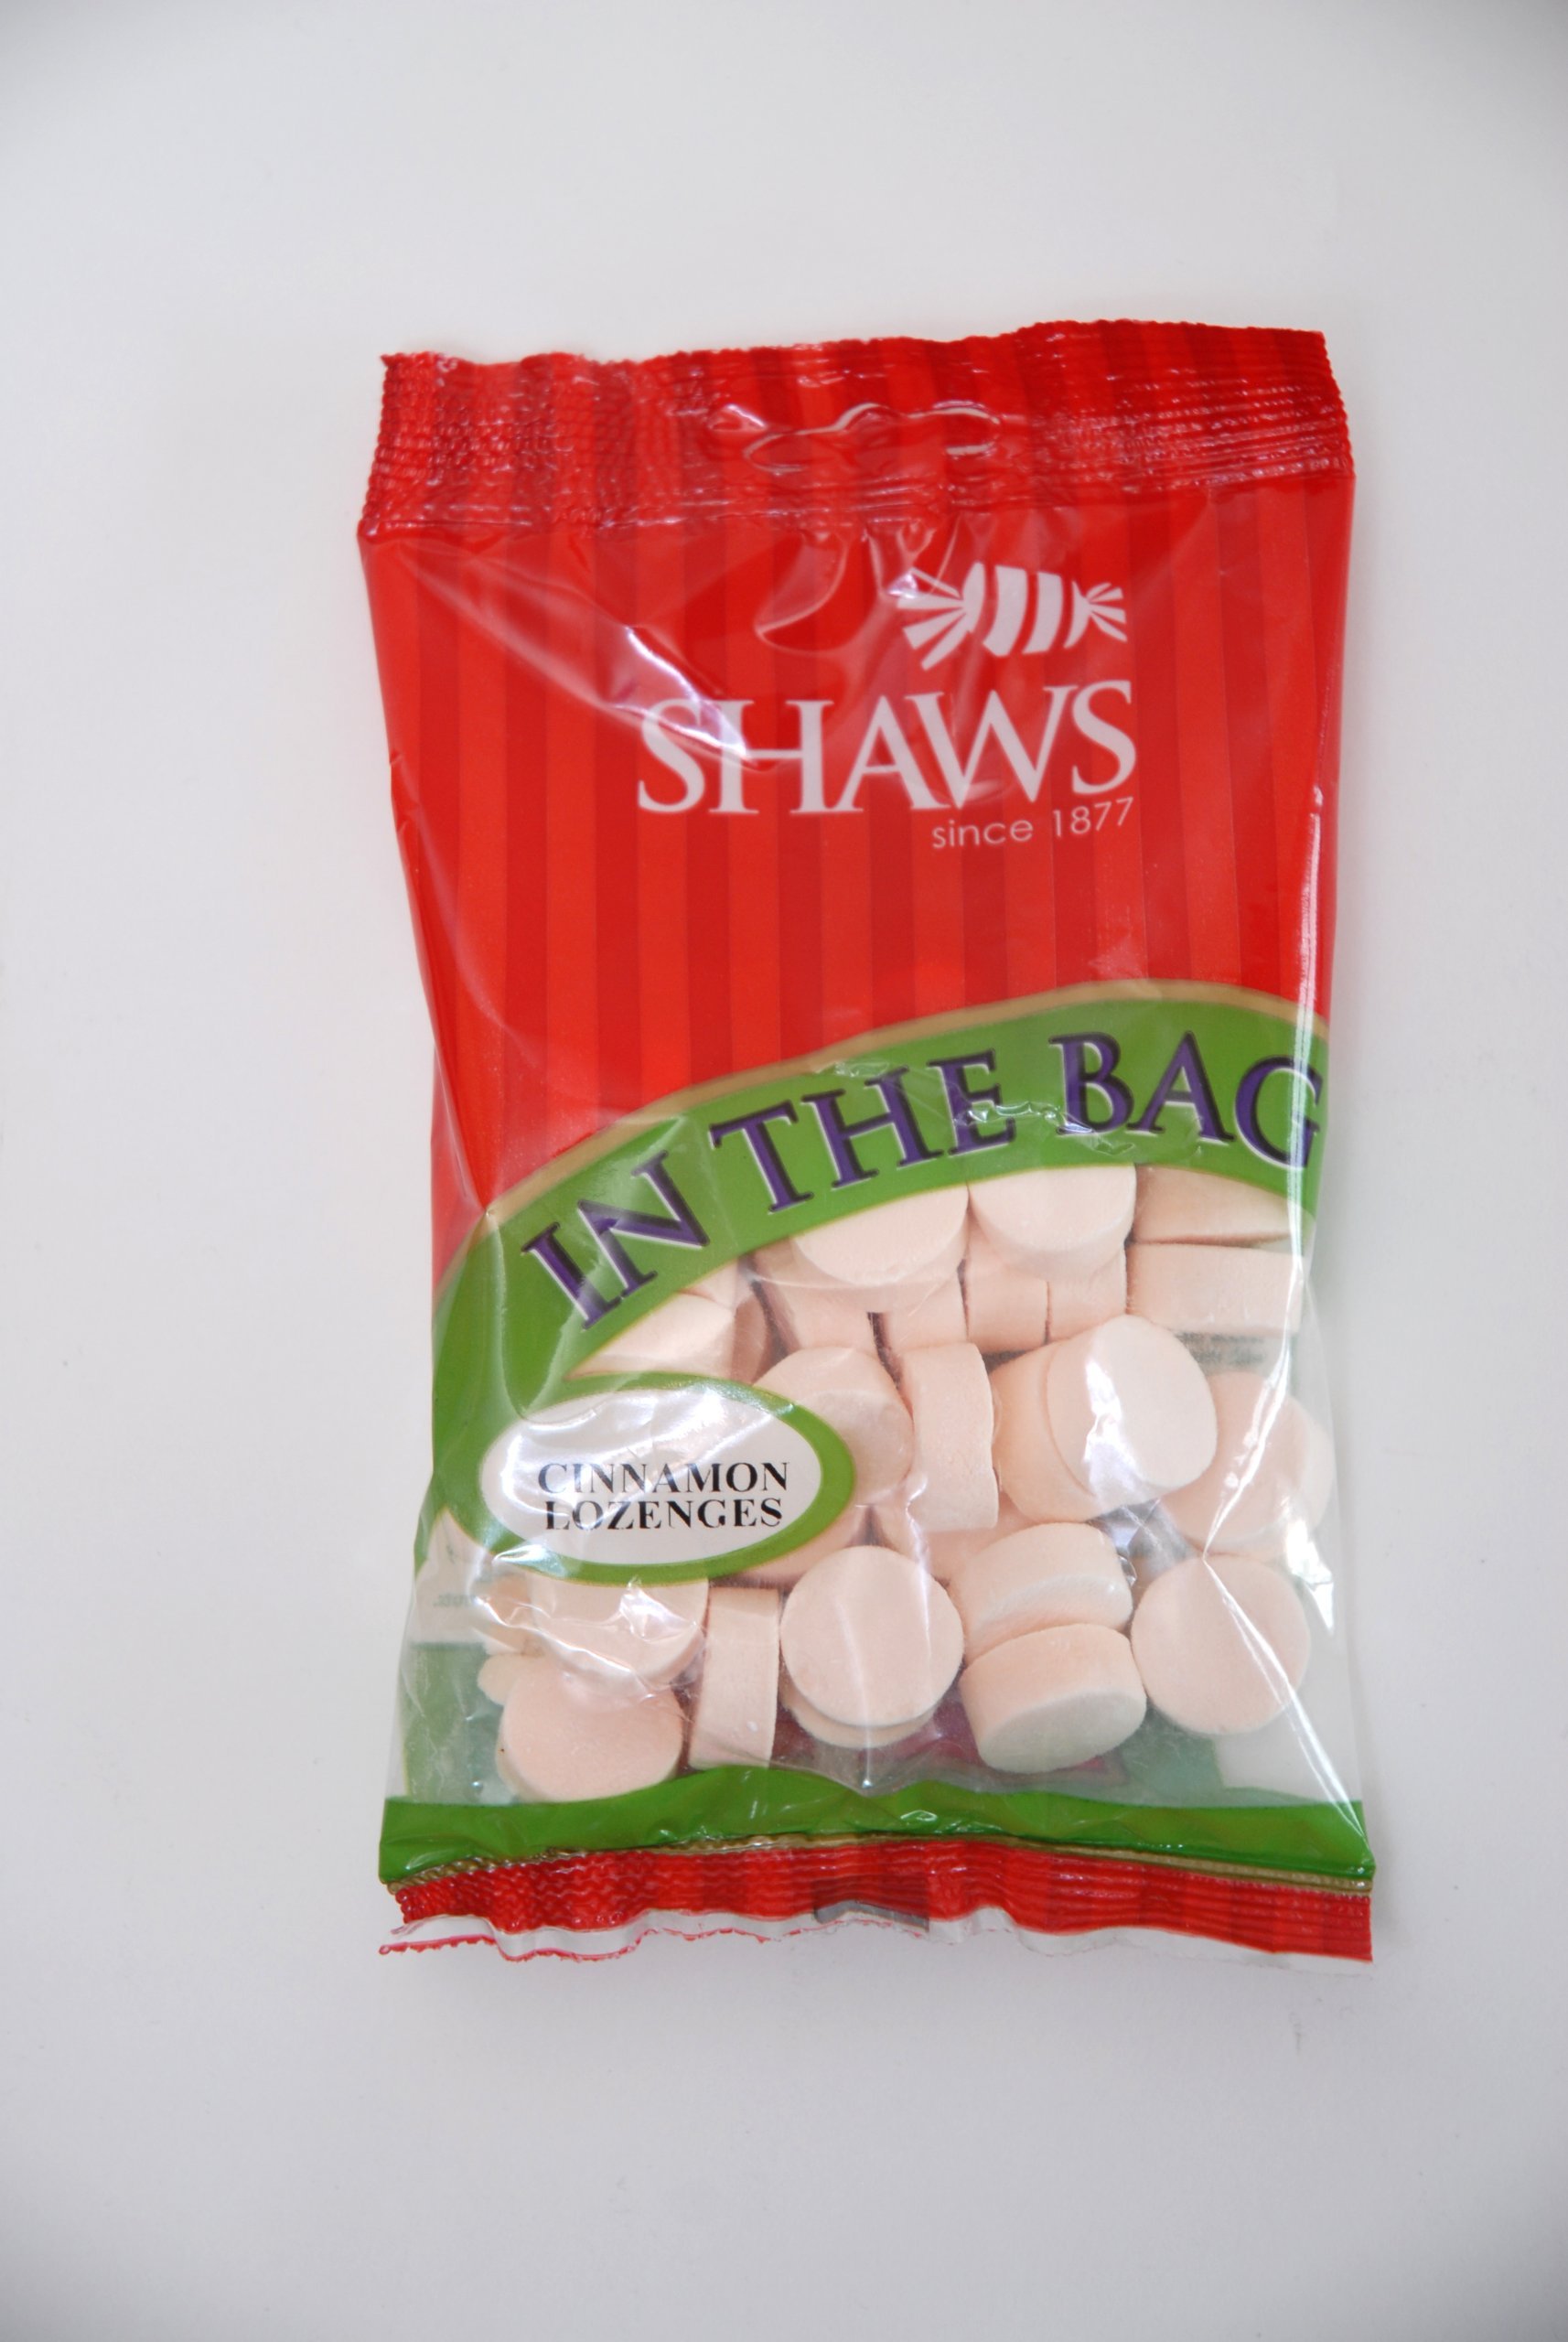 SHAWS
since 1877
IN THE BAG
CINNAMON
LOZENGES